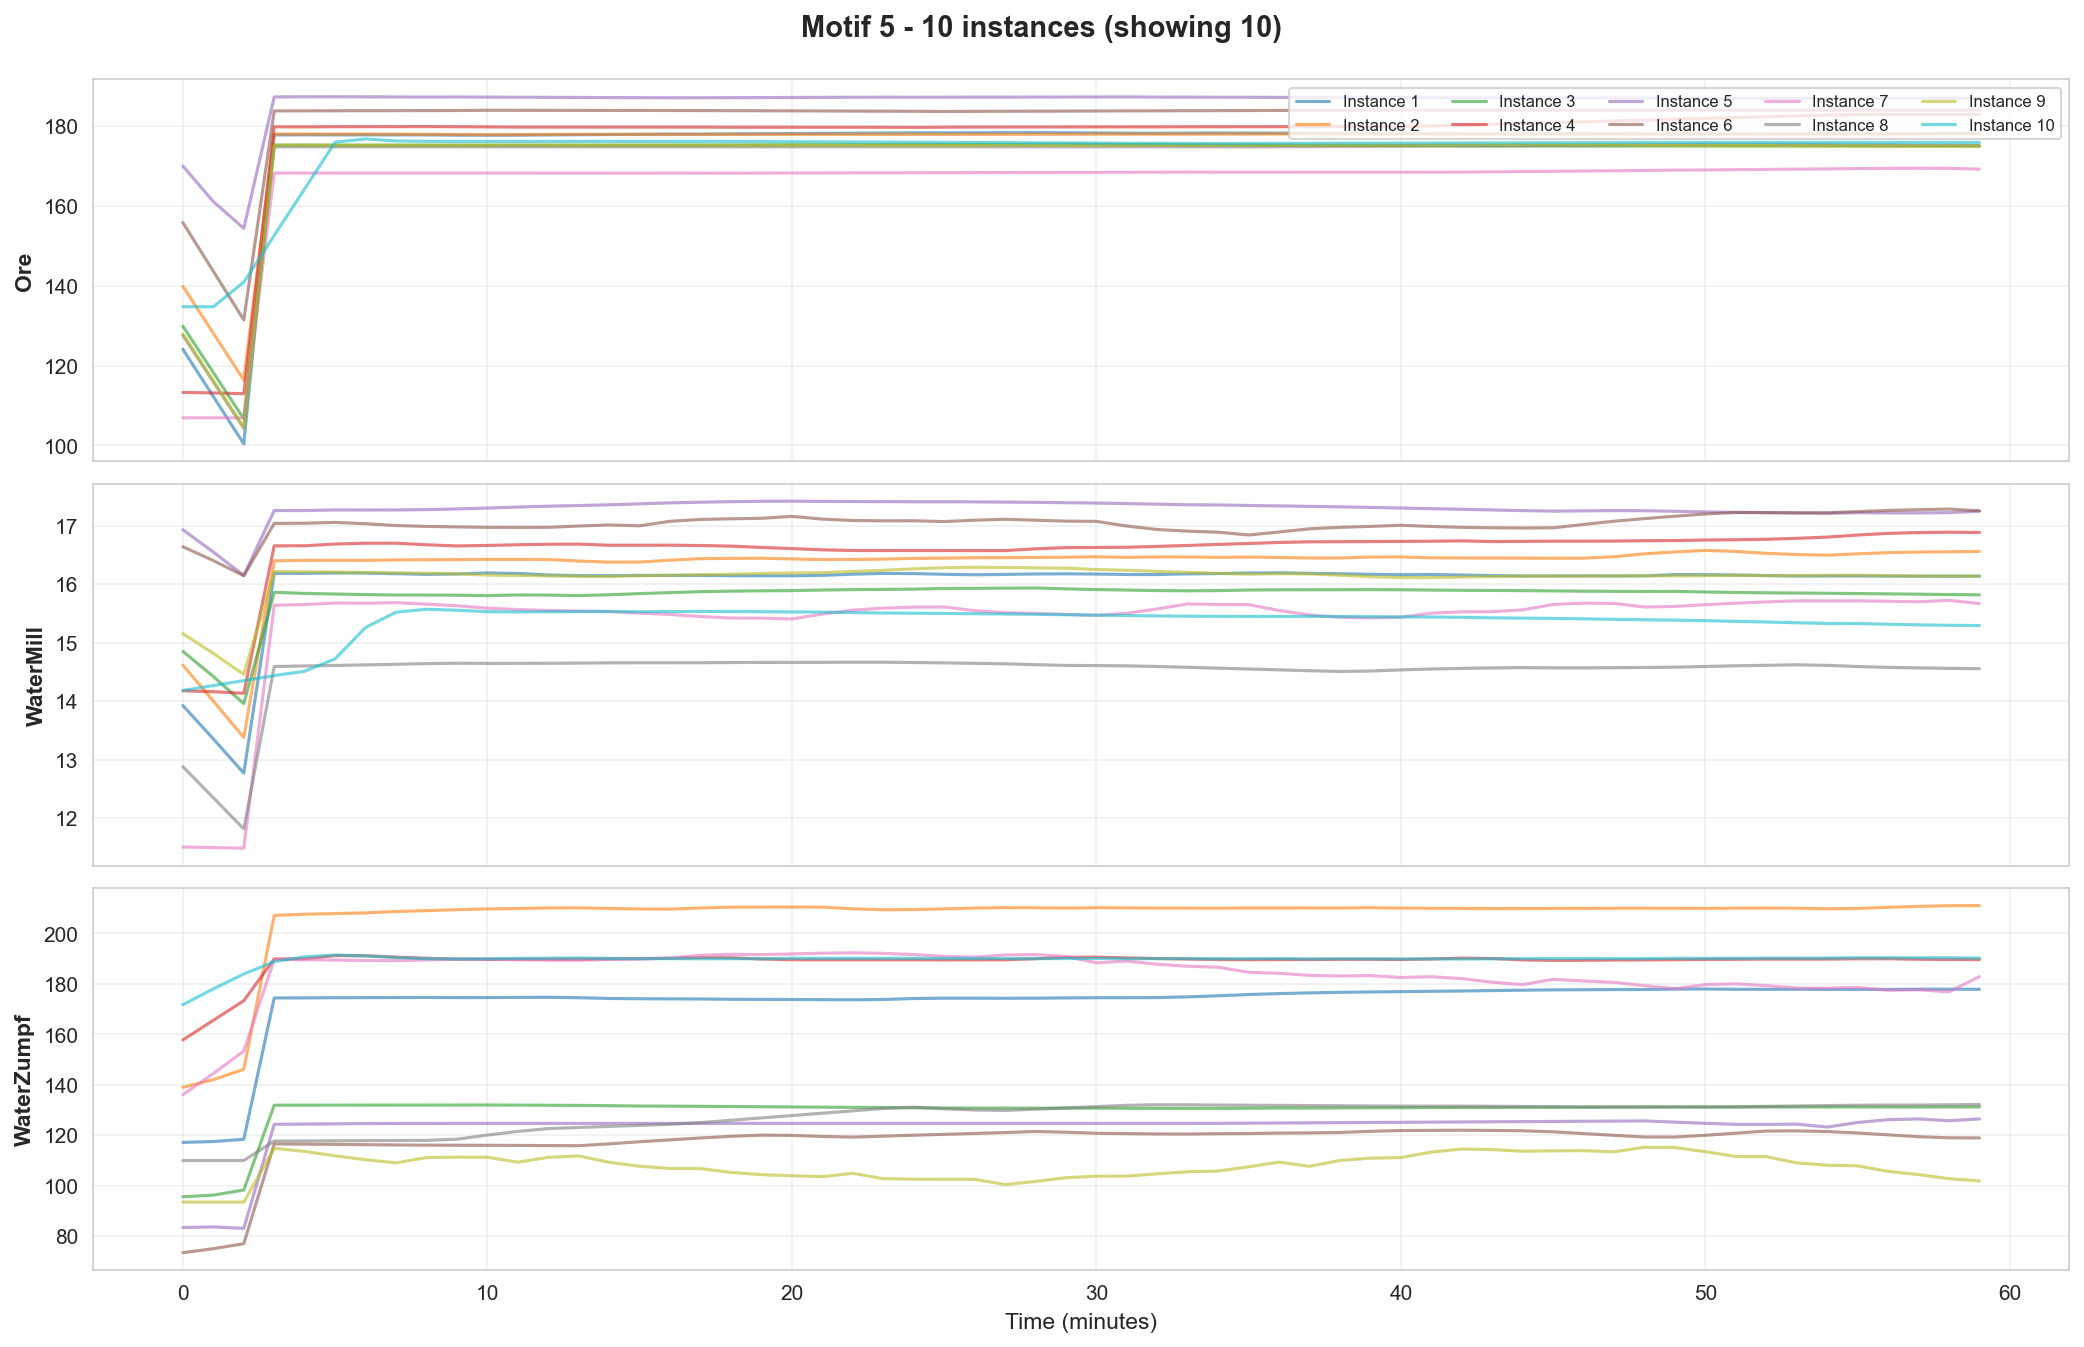 Motif 5 - 10 instances (showing 10)
Instance 1 Instance 3 Instance 5 Instance 7 Instance 9
Instance 2 Instance 4 Instance 6 Instance 8 Instance 10
Ore
180
160
140
120
100
WaterMill
17
16
15
14
13
12
WaterZumpf
200
180
160
140
120
100
80
0 10 20 30 40 50 60
Time (minutes)